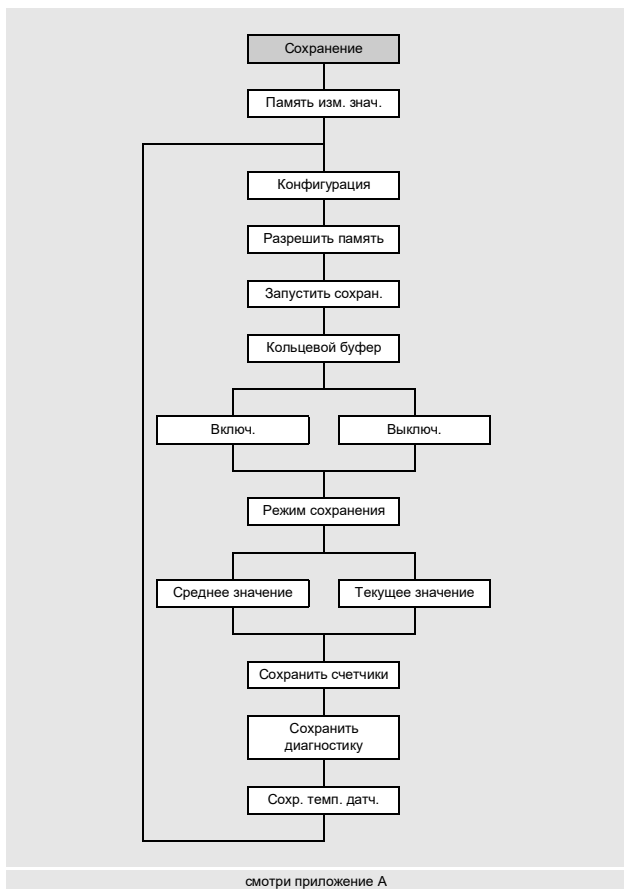 Сохранение
Память изм. знач.
Конфигурация
Разрешить память
Запустить сохран.
Кольцевой буфер
Включ.
Выключ.
Режим сохранения
Среднее значение
Текущее значение
Сохранить счетчики
Сохранить
диагностику
Сохр. темп. датч.
смотри приложение A